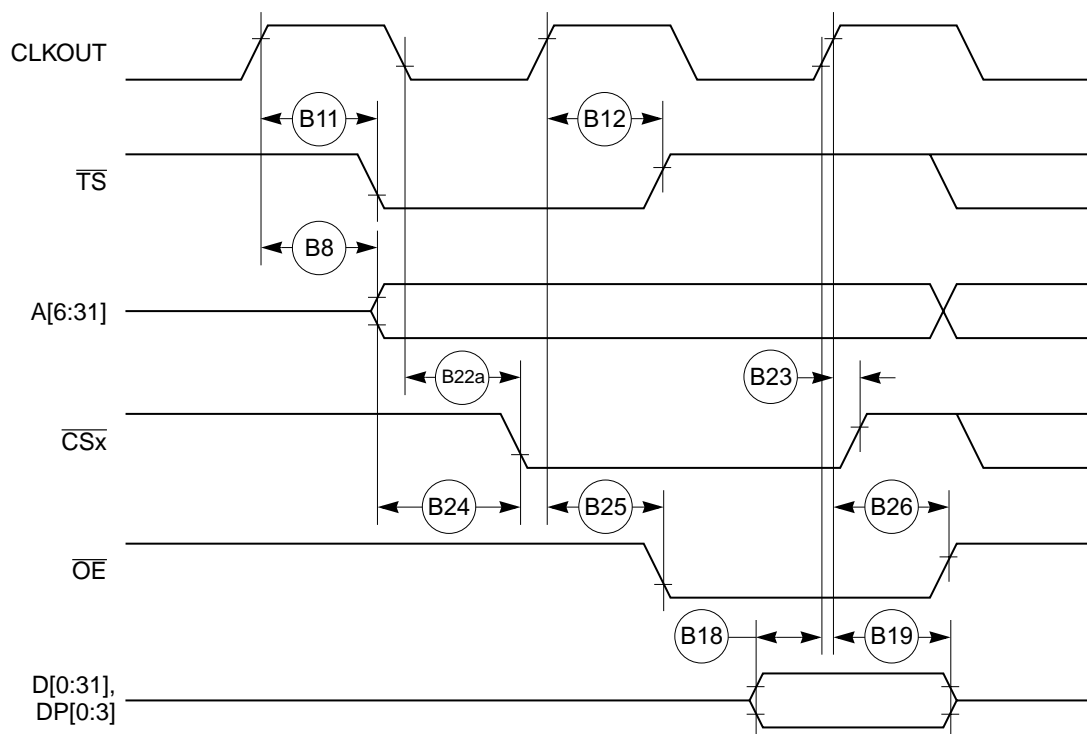 CLKOUT
B11
B12
TS
B8
A[6:31]
B22a
B23
CSx
B24
B25
B26
OE
B18
B19
D[0:31],
DP[0:3]